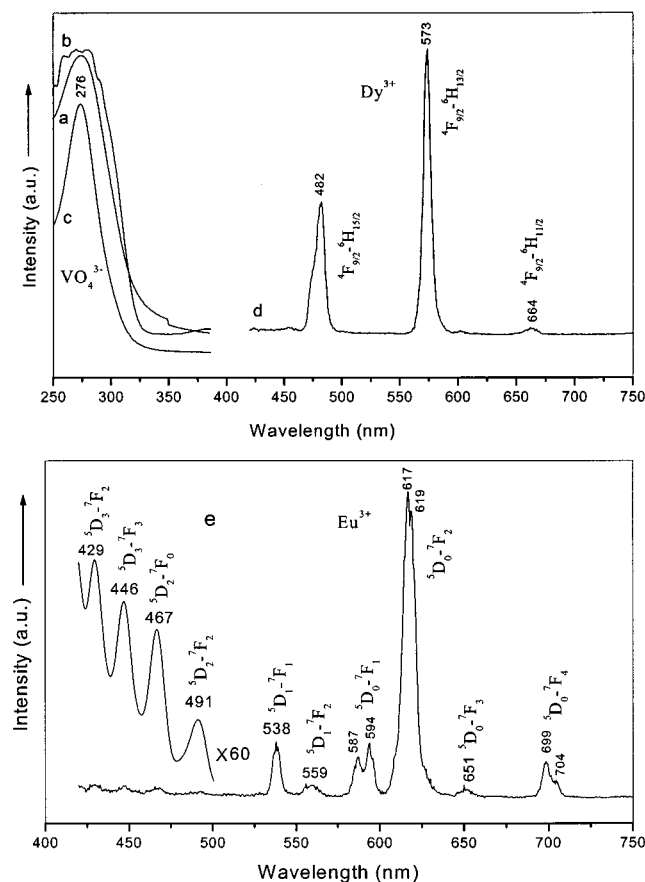 b
276
a
c
VO₄³⁻
573
Dy³⁺
⁴F₉/₂-⁶H₁₃/₂
482
⁴F₉/₂-⁶H₁₅/₂
⁴F₉/₂-⁶H₁₁/₂
664
d
Intensity (a.u.)
250 300 350 400 450 500 550 600 650 700 750
Wavelength (nm)
e
Eu³⁺
⁵D₃-⁷F₂
429
⁵D₃-⁷F₃
446
⁵D₂-⁷F₀
467
⁵D₂-⁷F₂
491
X60
⁵D₁-⁷F₁
538
⁵D₁-⁷F₂
559
⁵D₀-⁷F₁
587 594
617
619
⁵D₀-⁷F₂
⁵D₀-⁷F₃
651
⁵D₀-⁷F₄
699
704
Intensity (a.u.)
400 450 500 550 600 650 700 750
Wavelength (nm)